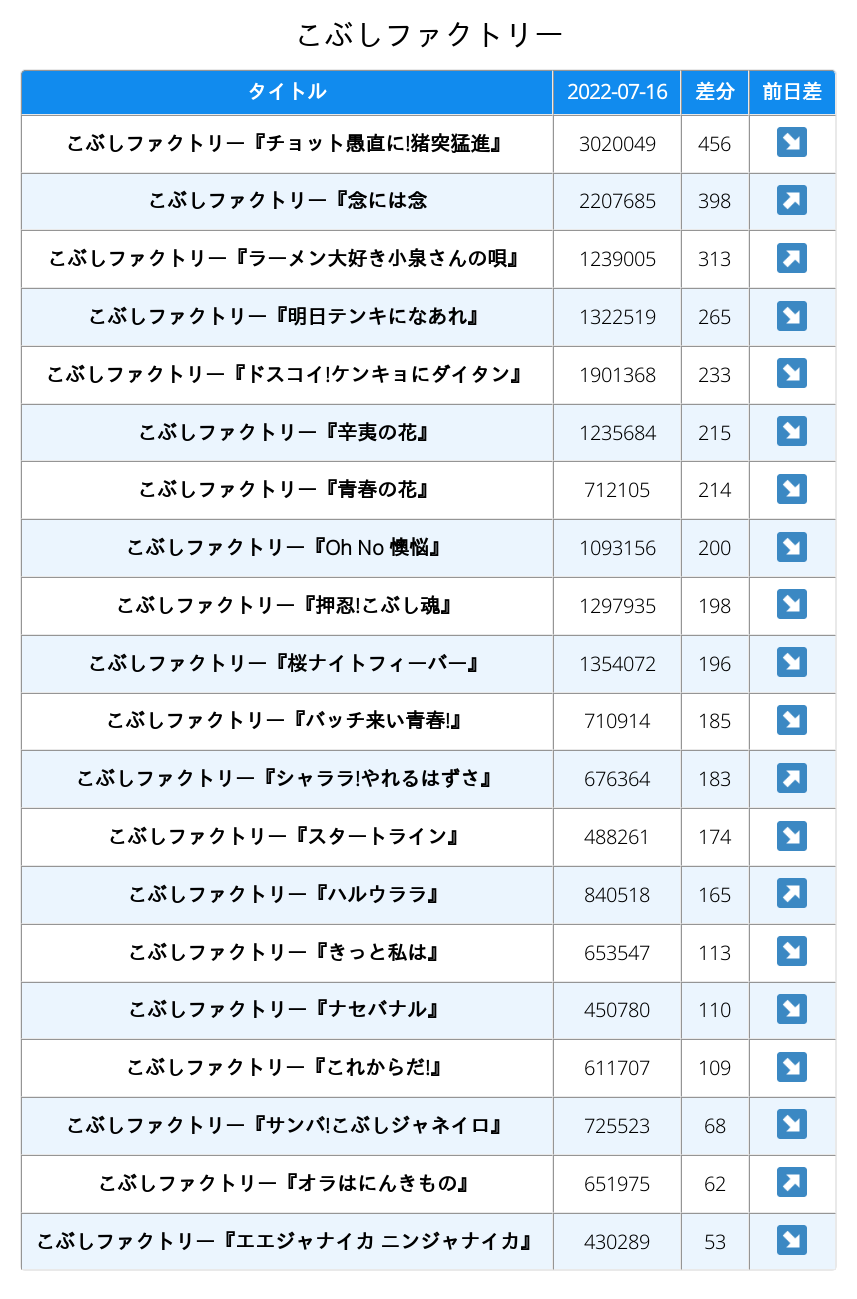 こぶしファクトリー
タイトル 2022-07-16 差分 前日差
こぶしファクトリー『チョット愚直に!猪突猛進』 3020049 456 ↘
こぶしファクトリー『念には念 2207685 398 ↗
こぶしファクトリー『ラーメン大好き小泉さんの唄』 1239005 313 ↗
こぶしファクトリー『明日テンキになあれ』 1322519 265 ↘
こぶしファクトリー『ドスコイ!ケンキョにダイタン』 1901368 233 ↘
こぶしファクトリー『辛夷の花』 1235684 215 ↘
こぶしファクトリー『青春の花』 712105 214 ↘
こぶしファクトリー『Oh No 懊悩』 1093156 200 ↘
こぶしファクトリー『押忍!こぶし魂』 1297935 198 ↘
こぶしファクトリー『桜ナイトフィーバー』 1354072 196 ↘
こぶしファクトリー『バッチ来い青春!』 710914 185 ↘
こぶしファクトリー『シャララ!やれるはずさ』 676364 183 ↗
こぶしファクトリー『スタートライン』 488261 174 ↘
こぶしファクトリー『ハルウララ』 840518 165 ↗
こぶしファクトリー『きっと私は』 653547 113 ↘
こぶしファクトリー『ナセバナル』 450780 110 ↘
こぶしファクトリー『これからだ!』 611707 109 ↘
こぶしファクトリー『サンバ!こぶしジャネイロ』 725523 68 ↘
こぶしファクトリー『オラはにんきもの』 651975 62 ↗
こぶしファクトリー『エエジャナイカ ニンジャナイカ』 430289 53 ↘